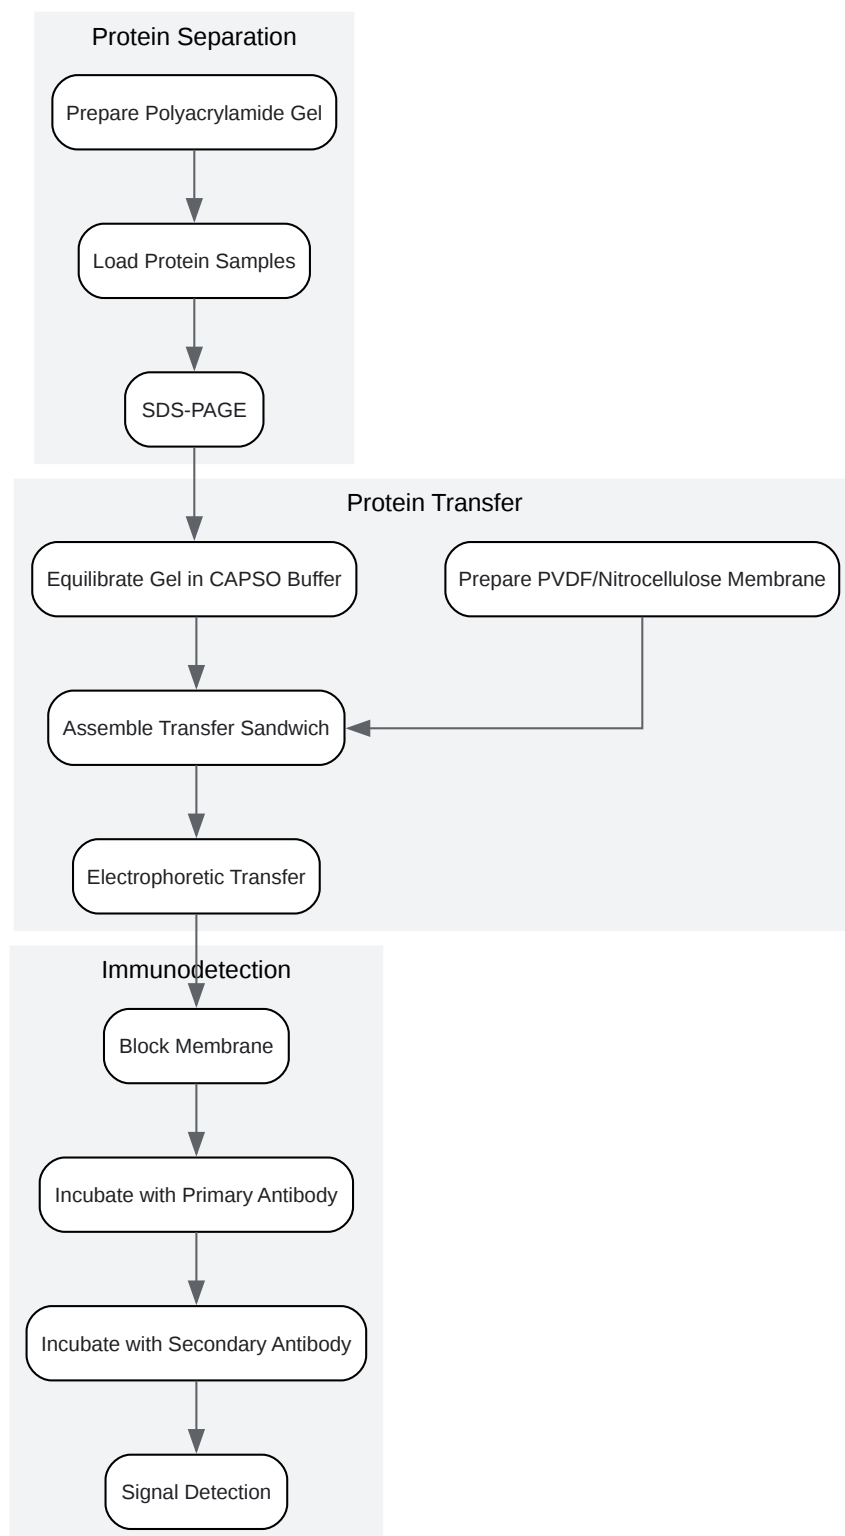 Protein Separation
Prepare Polyacrylamide Gel
Load Protein Samples
SDS-PAGE
Protein Transfer
Equilibrate Gel in CAPSO Buffer
Prepare PVDF/Nitrocellulose Membrane
Assemble Transfer Sandwich
Electrophoretic Transfer
Immunodetection
Block Membrane
Incubate with Primary Antibody
Incubate with Secondary Antibody
Signal Detection